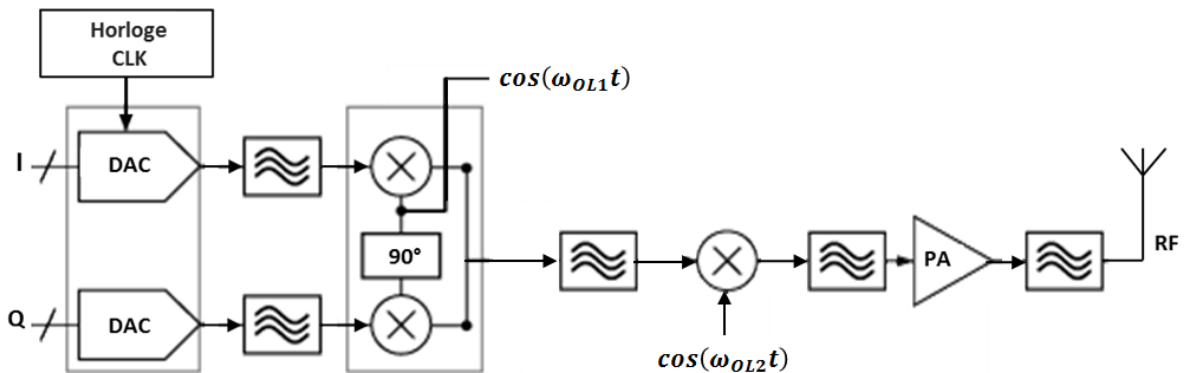 Horloge
CLK
cos(ω_OL1 t)
I
DAC
90°
PA
RF
Q
DAC
cos(ω_OL2 t)